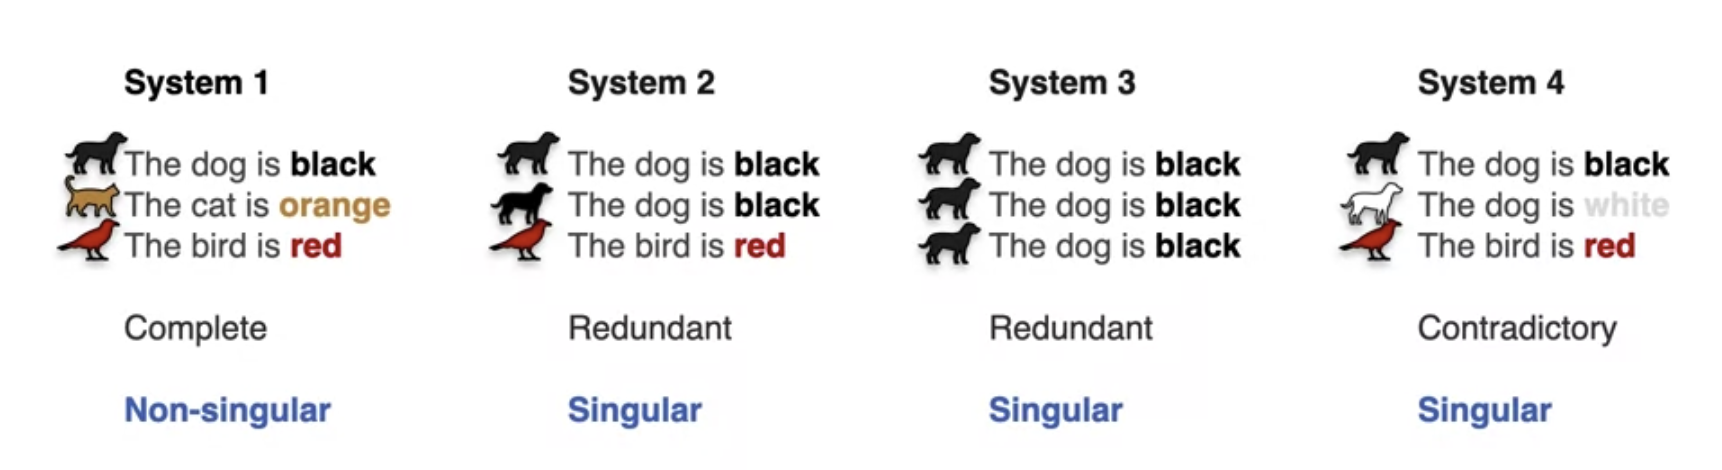 System 1
The dog is black
The cat is orange
The bird is red
Complete
Non-singular
System 2
The dog is black
The dog is black
The bird is red
Redundant
Singular
System 3
The dog is black
The dog is black
The dog is black
Redundant
Singular
System 4
The dog is black
The dog is white
The bird is red
Contradictory
Singular